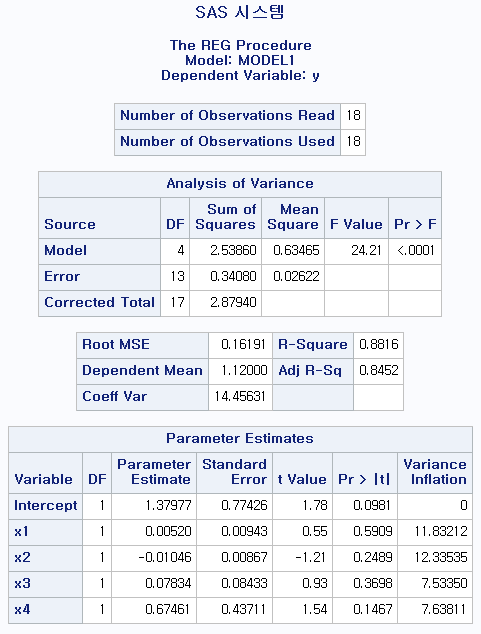 SAS 시스템
The REG Procedure
Model: MODEL1
Dependent Variable: y
Number of Observations Read 18
Number of Observations Used 18
Analysis of Variance
Source DF Sum of Squares Mean Square F Value Pr > F
Model 4 2.53860 0.63465 24.21 <.0001
Error 13 0.34080 0.02622
Corrected Total 17 2.87940
Root MSE 0.16191 R-Square 0.8816
Dependent Mean 1.12000 Adj R-Sq 0.8452
Coeff Var 14.45631
Parameter Estimates
Variable DF Parameter Estimate Standard Error t Value Pr > |t| Variance Inflation
Intercept 1 1.37977 0.77426 1.78 0.0981 0
x1 1 0.00520 0.00943 0.55 0.5909 11.83212
x2 1 -0.01046 0.00867 -1.21 0.2489 12.33535
x3 1 0.07834 0.08433 0.93 0.3698 7.53350
x4 1 0.67461 0.43711 1.54 0.1467 7.63811